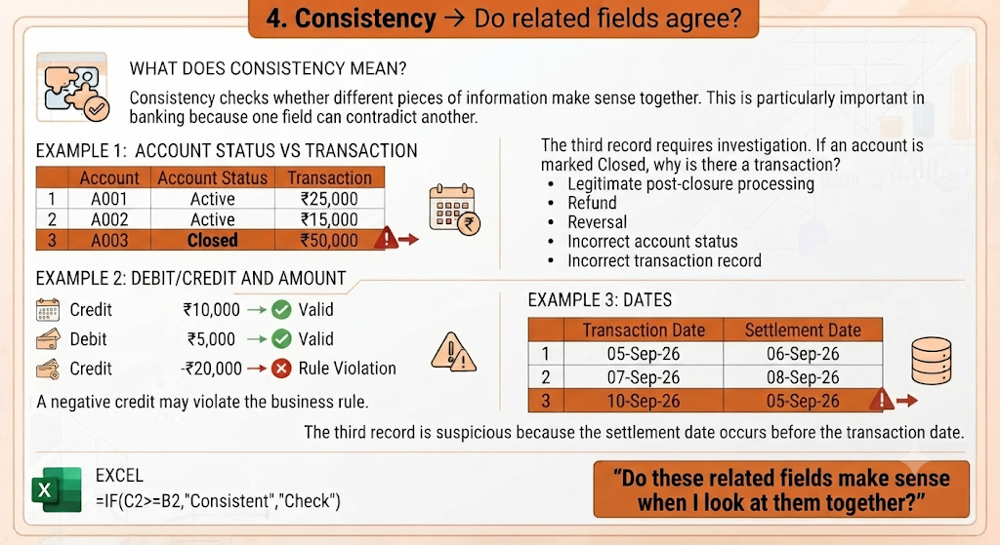 4. Consistency → Do related fields agree?
WHAT DOES CONSISTENCY MEAN?
Consistency checks whether different pieces of information make sense together. This is particularly important in
banking because one field can contradict another.
EXAMPLE 1: ACCOUNT STATUS VS TRANSACTION
Account Account Status Transaction
1 A001 Active ₹25,000
2 A002 Active ₹15,000
3 A003 Closed ₹50,000
The third record requires investigation. If an account is
marked Closed, why is there a transaction?
• Legitimate post-closure processing
• Refund
• Reversal
• Incorrect account status
• Incorrect transaction record
EXAMPLE 2: DEBIT/CREDIT AND AMOUNT
Credit ₹10,000 → Valid
Debit ₹5,000 → Valid
Credit -₹20,000 → Rule Violation
A negative credit may violate the business rule.
EXAMPLE 3: DATES
Transaction Date Settlement Date
1 05-Sep-26 06-Sep-26
2 07-Sep-26 08-Sep-26
3 10-Sep-26 05-Sep-26
The third record is suspicious because the settlement date occurs before the transaction date.
X
EXCEL
=IF(C2>=B2,"Consistent","Check")
“Do these related fields make sense
when I look at them together?”